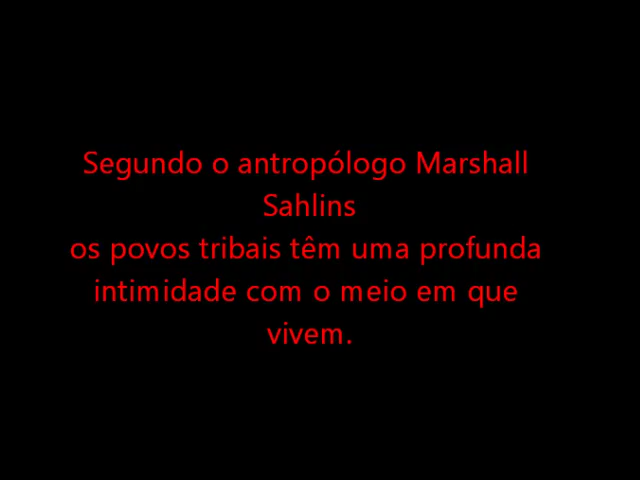 Segundo o antropólogo Marshall
Sahlins
os povos tribais têm uma profunda
intimidade com o meio em que
vivem.